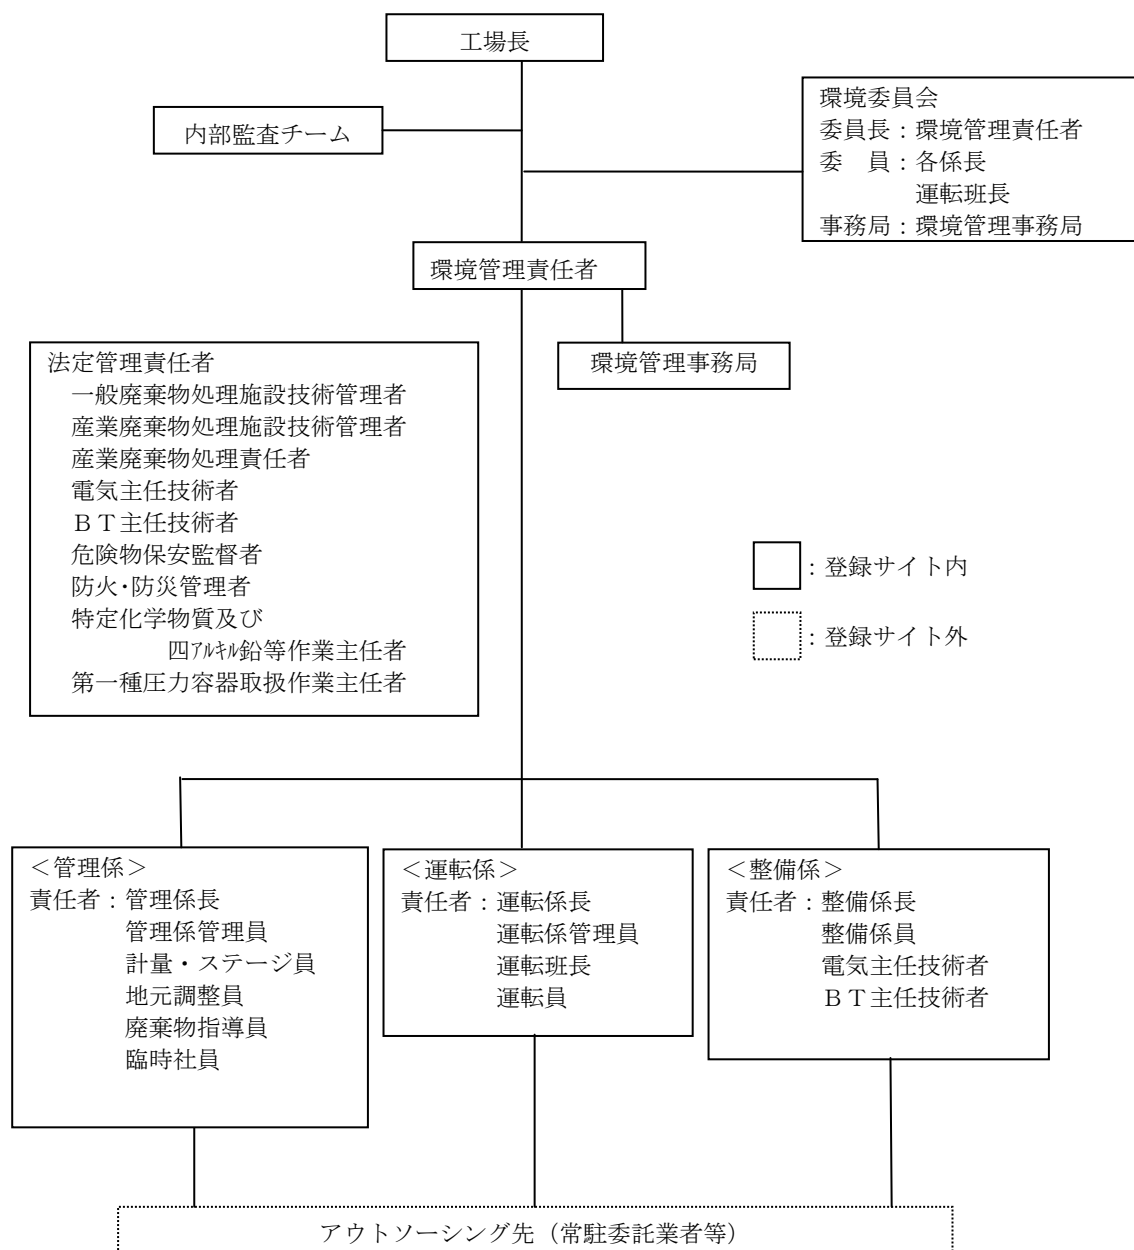 工場長
内部監査チーム
環境委員会
委員長：環境管理責任者
委　員：各係長
運転班長
事務局：環境管理事務局
環境管理責任者
環境管理事務局
法定管理責任者
一般廃棄物処理施設技術管理者
産業廃棄物処理施設技術管理者
産業廃棄物処理責任者
電気主任技術者
ＢＴ主任技術者
危険物保安監督者
防火・防災管理者
特定化学物質及び
四ｱﾙｷﾙ鉛等作業主任者
第一種圧力容器取扱作業主任者
：登録サイト内
：登録サイト外
＜管理係＞
責任者：管理係長
管理係管理員
計量・ステージ員
地元調整員
廃棄物指導員
臨時社員
＜運転係＞
責任者：運転係長
運転係管理員
運転班長
運転員
＜整備係＞
責任者：整備係長
整備係員
電気主任技術者
ＢＴ主任技術者
アウトソーシング先（常駐委託業者等）